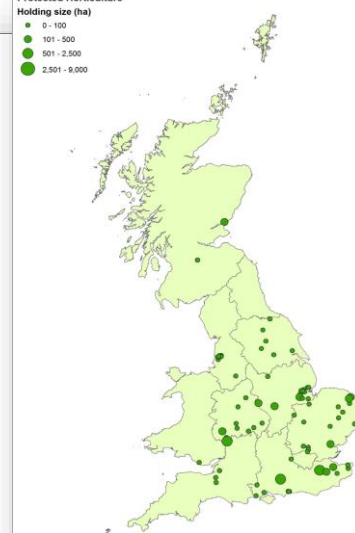 Protected Horticulture
Holding size (ha)
0 - 100
101 - 500
501 - 2,500
2,501 - 9,000